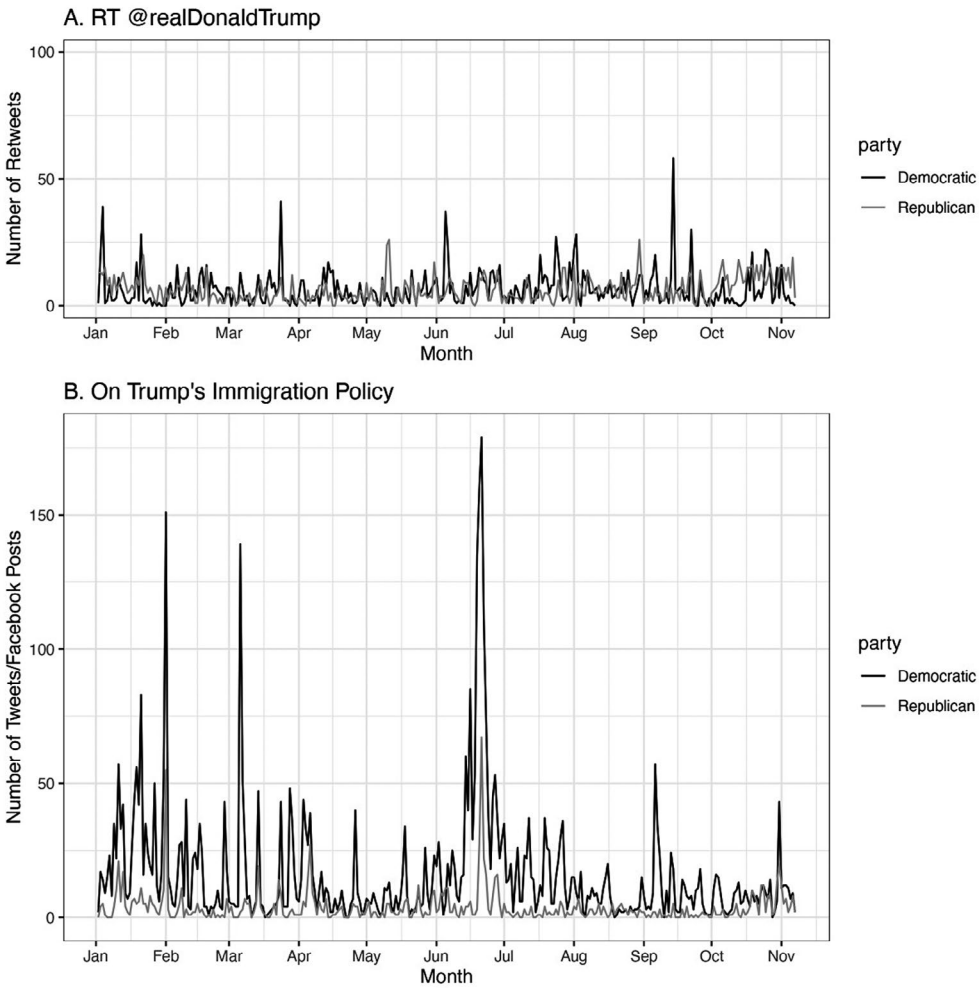 A. RT @realDonaldTrump
100
50
0
Number of Retweets
Jan Feb Mar Apr May Jun Jul Aug Sep Oct Nov
Month
party
Democratic
Republican
B. On Trump's Immigration Policy
150
100
50
0
Number of Tweets/Facebook Posts
Jan Feb Mar Apr May Jun Jul Aug Sep Oct Nov
Month
party
Democratic
Republican